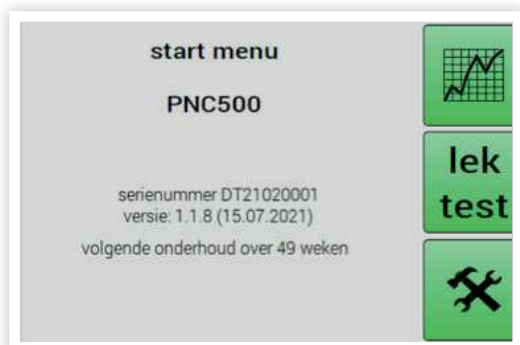 start menu
PNC500
serienummer DT21020001
versie: 1.1.8 (15.07.2021)
volgende onderhoud over 49 weken
lek
test